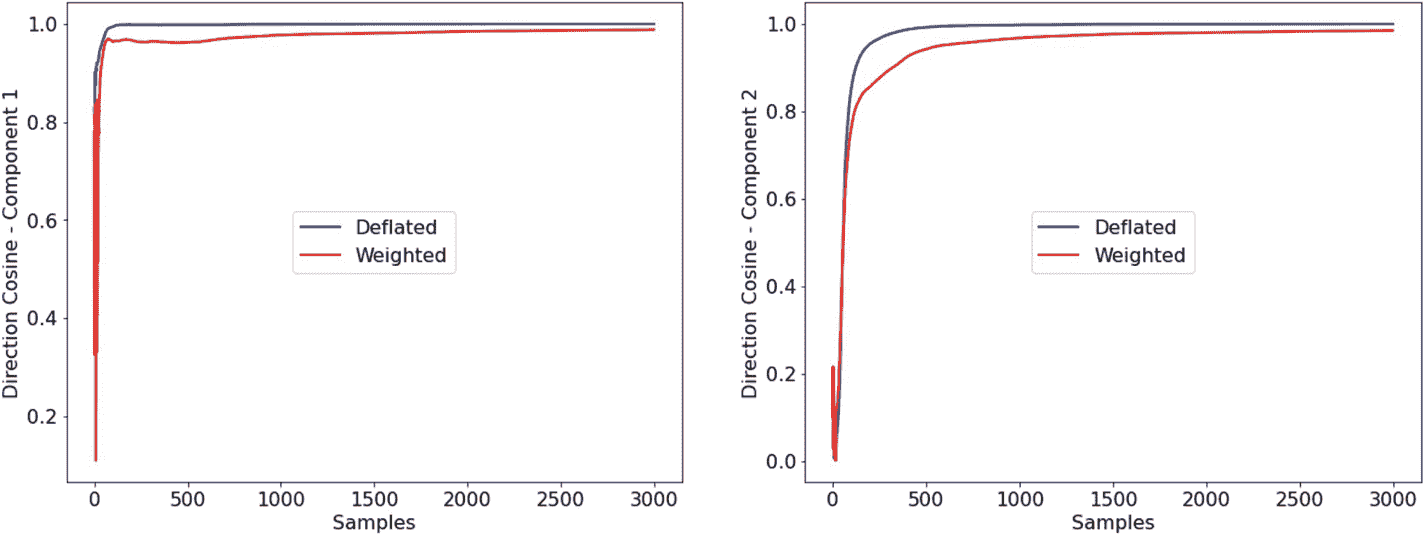 Direction Cosine - Component 1
1.0
0.8
0.6
0.4
0.2
Deflated
Weighted
0 500 1000 1500 2000 2500 3000
Samples
Direction Cosine - Component 2
1.0
0.8
0.6
0.4
0.2
0.0
Deflated
Weighted
0 500 1000 1500 2000 2500 3000
Samples